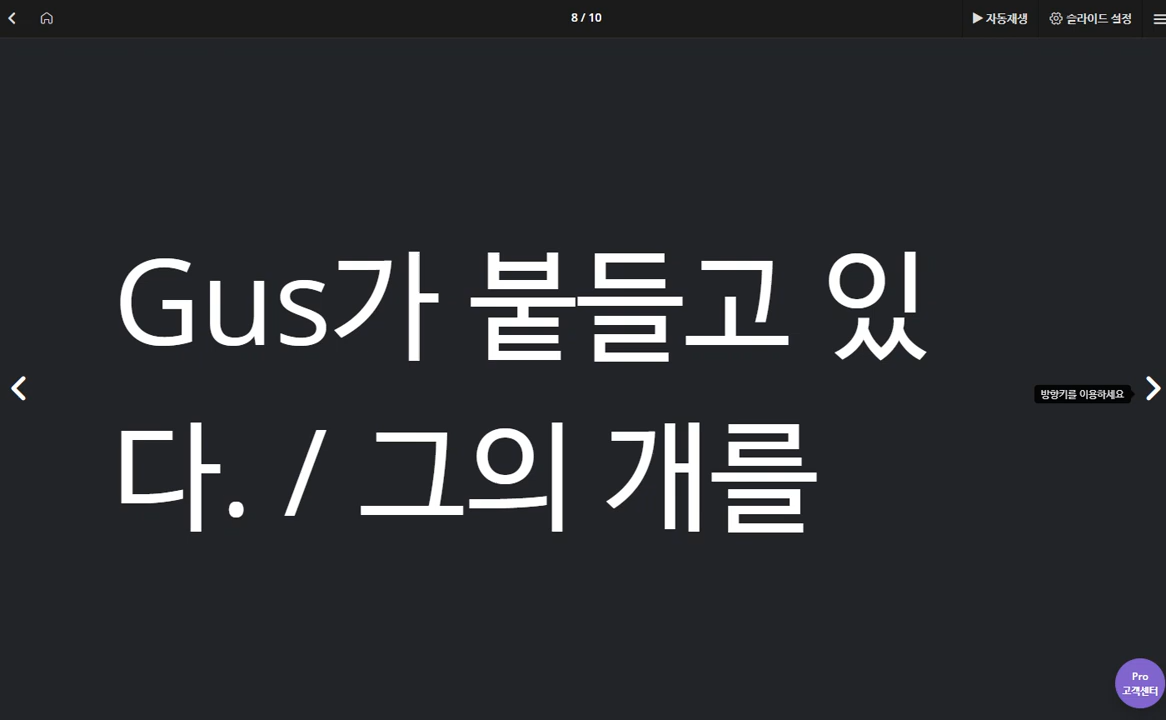 8 / 10
▶ 자동재생
슬라이드 설정
Gus가 붙들고 있
다. / 그의 개를
방향키를 이용하세요
Pro
고객센터